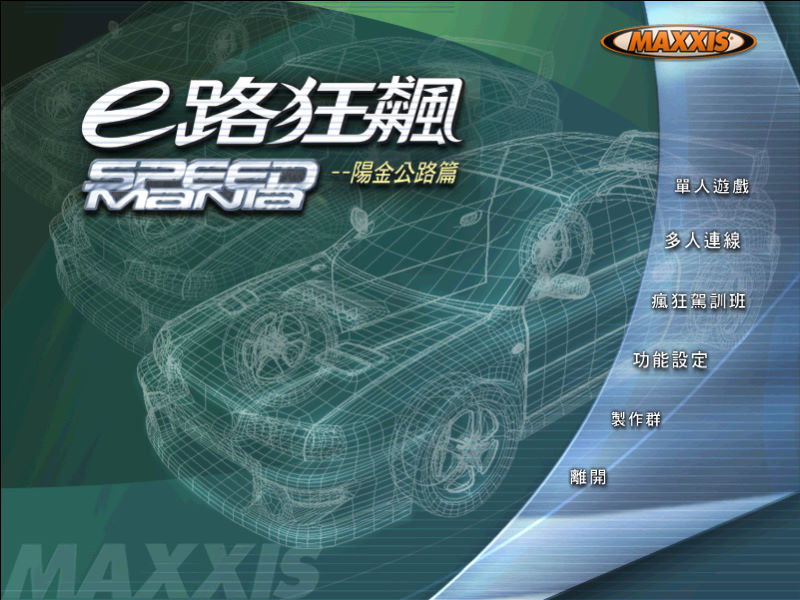 MAXXIS
e路狂飆
SPEED
MANIA
--陽金公路篇
單人遊戲
多人連線
瘋狂駕訓班
功能設定
製作群
離開
MAXXIS